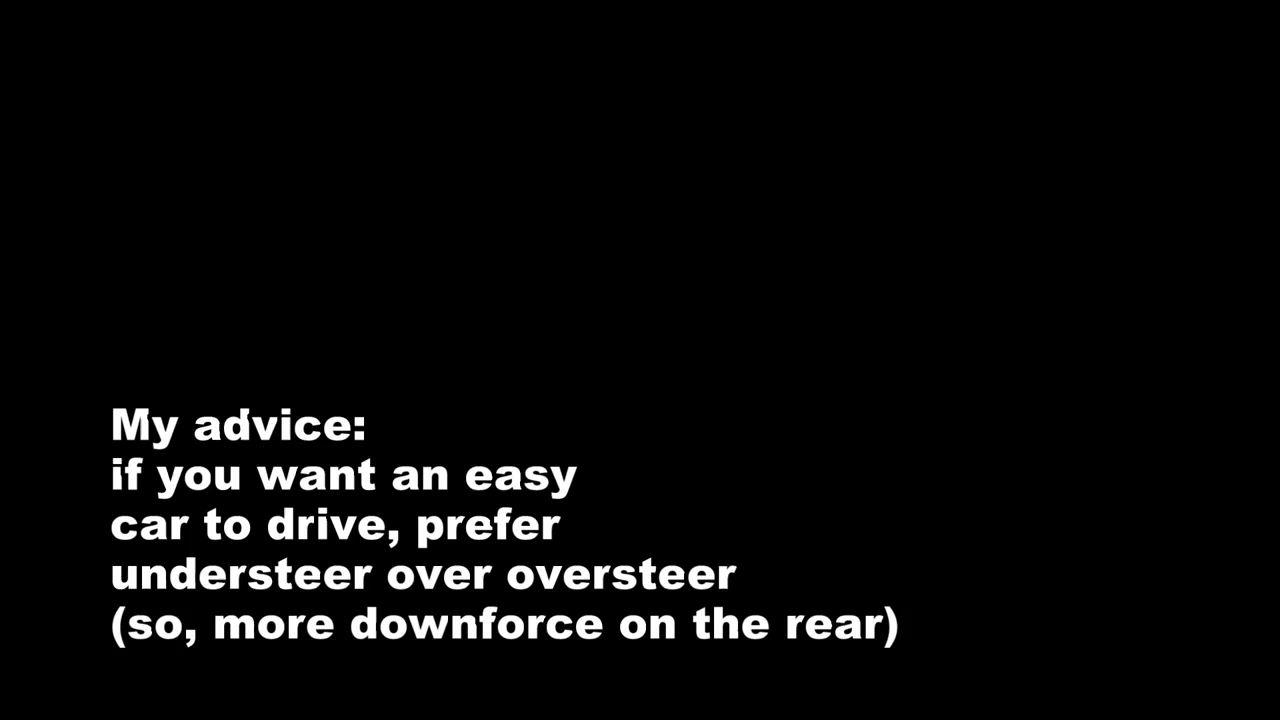 My advice:
if you want an easy
car to drive, prefer
understeer over oversteer
(so, more downforce on the rear)